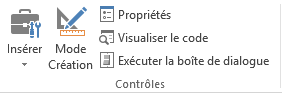 Insérer
Mode
Création
Propriétés
Visualiser le code
Exécuter la boîte de dialogue
Contrôles